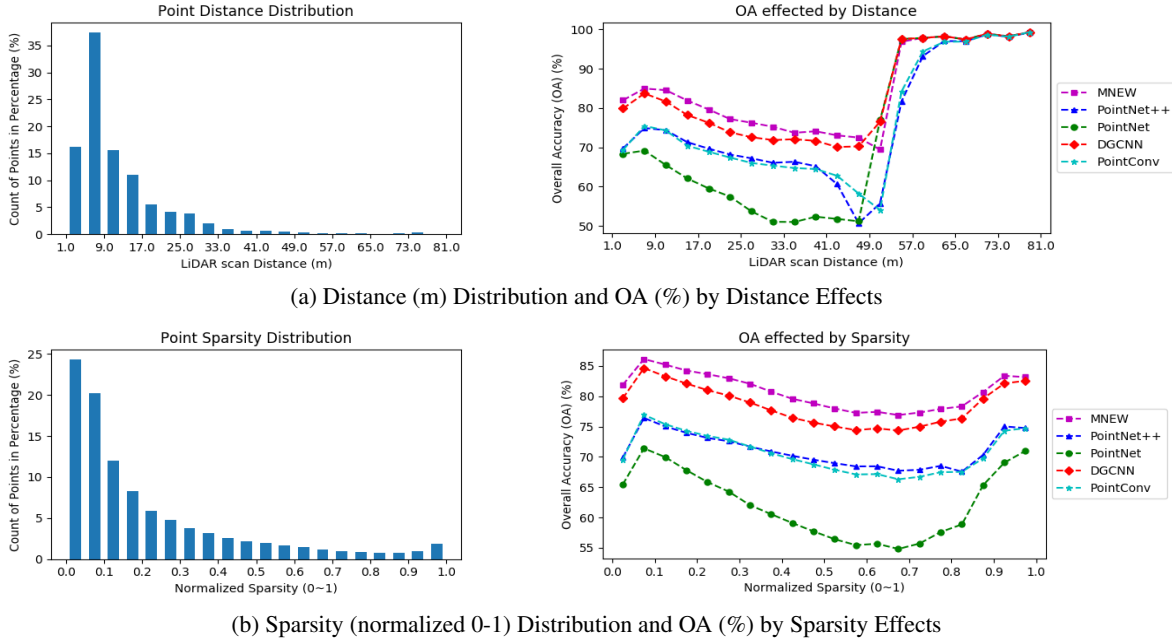 Point Distance Distribution
Count of Points in Percentage (%)
35
30
25
20
15
10
5
0
1.0 9.0 17.0 25.0 33.0 41.0 49.0 57.0 65.0 73.0 81.0
LiDAR scan Distance (m)
OA effected by Distance
Overall Accuracy (OA) (%)
100
90
80
70
60
50
1.0 9.0 17.0 25.0 33.0 41.0 49.0 57.0 65.0 73.0 81.0
LiDAR scan Distance (m)
MNEW
PointNet++
PointNet
DGCNN
PointConv
(a) Distance (m) Distribution and OA (%) by Distance Effects
Point Sparsity Distribution
Count of Points in Percentage (%)
25
20
15
10
5
0
0.0 0.1 0.2 0.3 0.4 0.5 0.6 0.7 0.8 0.9 1.0
Normalized Sparsity (0~1)
OA effected by Sparsity
Overall Accuracy (OA) (%)
85
80
75
70
65
60
55
0.0 0.1 0.2 0.3 0.4 0.5 0.6 0.7 0.8 0.9 1.0
Normalized Sparsity (0~1)
MNEW
PointNet++
PointNet
DGCNN
PointConv
(b) Sparsity (normalized 0-1) Distribution and OA (%) by Sparsity Effects